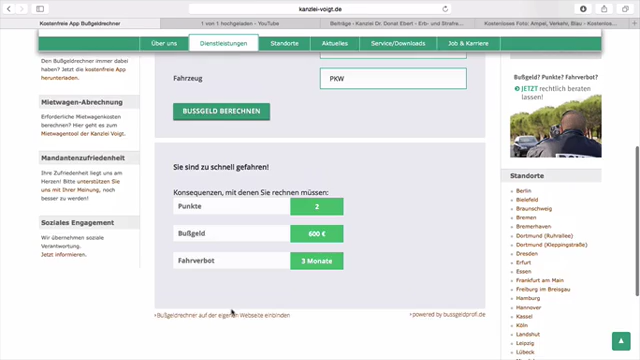 kanzlei-voigt.de
Kostenfreie App Bußgeldrechner
1 von 1 hochgeladen - YouTube
Beiträge - Kanzlei Dr. Donat Ebert - Erb- und Strafre...
Kostenloses Foto: Ampel, Verkehr, Blau - Kostenlos...
Über uns
Dienstleistungen
Standorte
Aktuelles
Service/Downloads
Job & Karriere
Den Bußgeldrechner immer
dabei haben? Jetzt die kostenfreie App
herunterladen.
Mietwagen-Abrechnung
Erforderliche Mietwagenkosten
berechnen? Hier geht es zum
Mietwagentool der Kanzlei Voigt.
Mandantenzufriedenheit
Ihre Zufriedenheit liegt uns am
Herzen! Bitte unterstützen Sie
uns mit Ihrer Meinung, noch
besser zu werden!
Soziales Engagement
Wir übernehmen soziale
Verantwortung.
Jetzt informieren.
Fahrzeug
PKW
BUSSGELD BERECHNEN
Sie sind zu schnell gefahren!
Konsequenzen, mit denen Sie rechnen müssen:
Punkte
2
Bußgeld
600 €
Fahrverbot
3 Monate
Bußgeldrechner auf der eigenen Webseite einbinden
powered by bussgeldprofi.de
Bußgeld? Punkte? Fahrverbot?
JETZT rechtlich beraten
lassen!
Standorte
Berlin
Bielefeld
Braunschweig
Bremen
Bremerhaven
Dortmund (Ruhrallee)
Dortmund (Kleppingstraße)
Dresden
Erfurt
Essen
Frankfurt am Main
Freiburg im Breisgau
Hamburg
Hannover
Kassel
Köln
Landshut
Leipzig
Lübeck